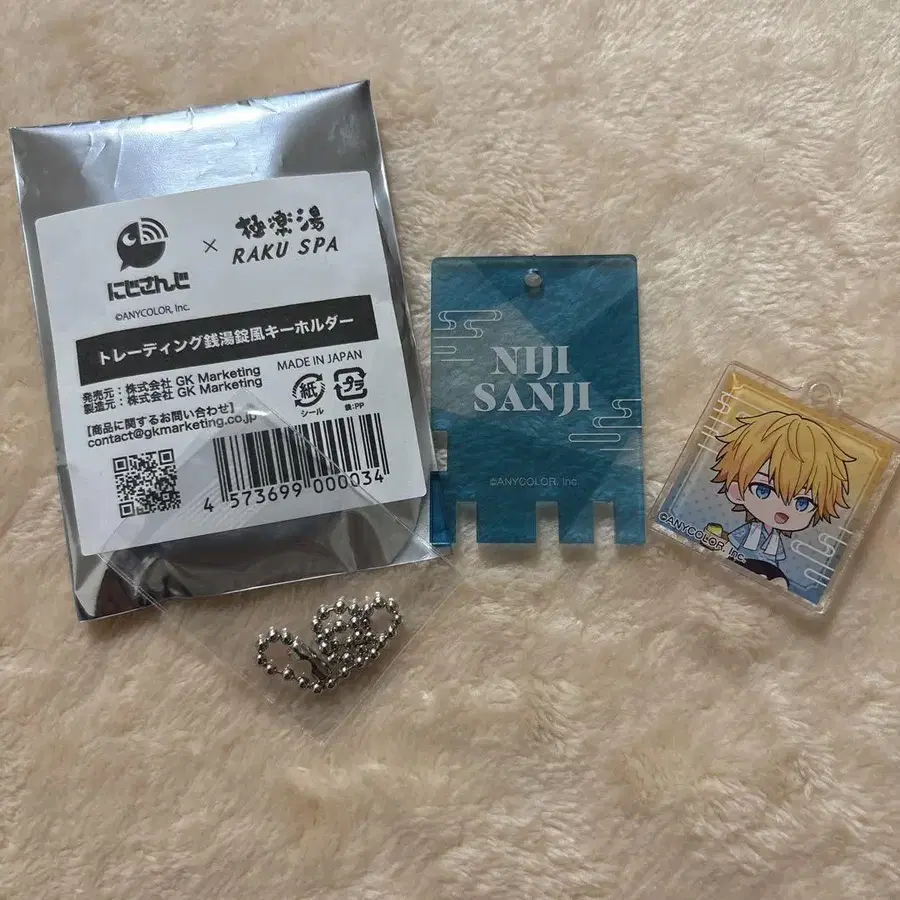 にじさんじ
©ANYCOLOR, Inc.
×
極楽湯
RAKU SPA
トレーディング銭湯錠風キーホルダー
MADE IN JAPAN
発売元：株式会社 GK Marketing
製造元：株式会社 GK Marketing
紙
シール
プラ
袋:PP
[商品に関するお問い合わせ]
contact@gkmarketing.co.jp
4 573699 000034
NIJI
SANJI
©ANYCOLOR, Inc.
©ANYCOLOR, Inc.